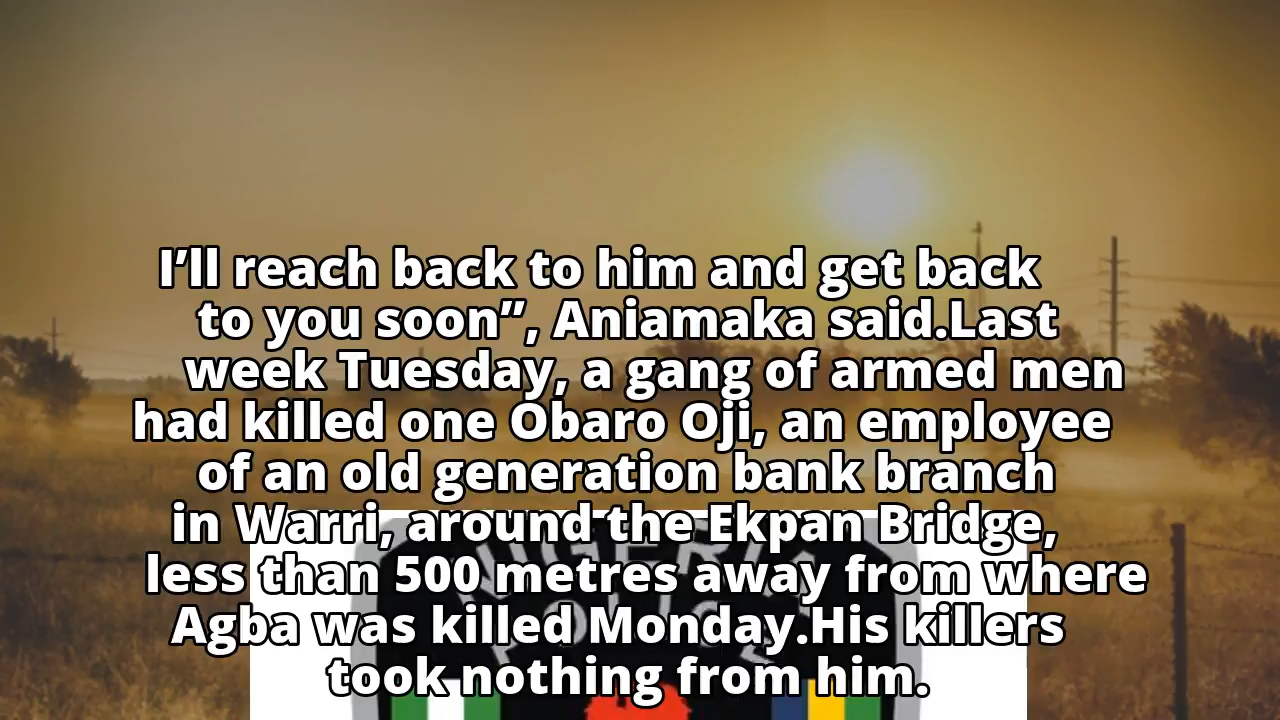 I’ll reach back to him and get back
to you soon”, Aniamaka said.Last
week Tuesday, a gang of armed men
had killed one Obaro Oji, an employee
of an old generation bank branch
in Warri, around the Ekpan Bridge,
less than 500 metres away from where
Agba was killed Monday.His killers
took nothing from him.
NIGERIA
POLICE